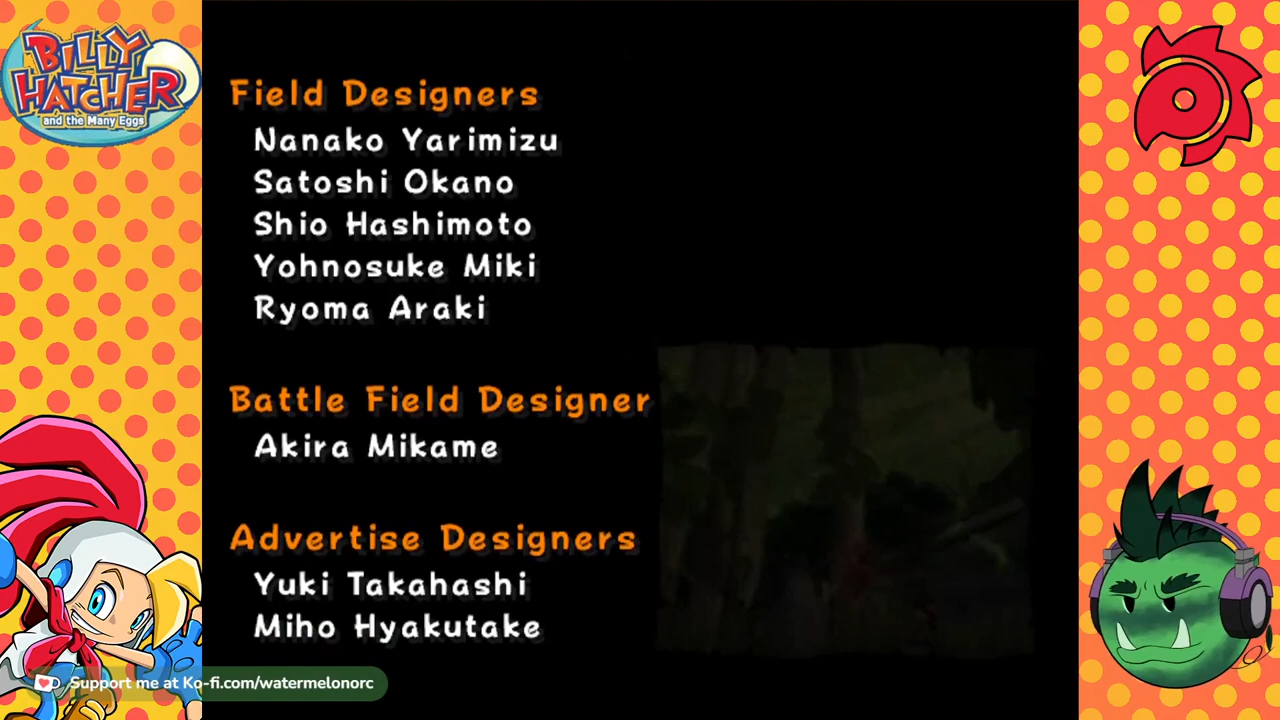 BILLY
HATCHER
and the Many Eggs
Field Designers
Nanako Yarimizu
Satoshi Okano
Shio Hashimoto
Yohnosuke Miki
Ryoma Araki
Battle Field Designer
Akira Mikame
Advertise Designers
Yuki Takahashi
Miho Hyakutake
Support me at Ko-fi.com/watermelonorc